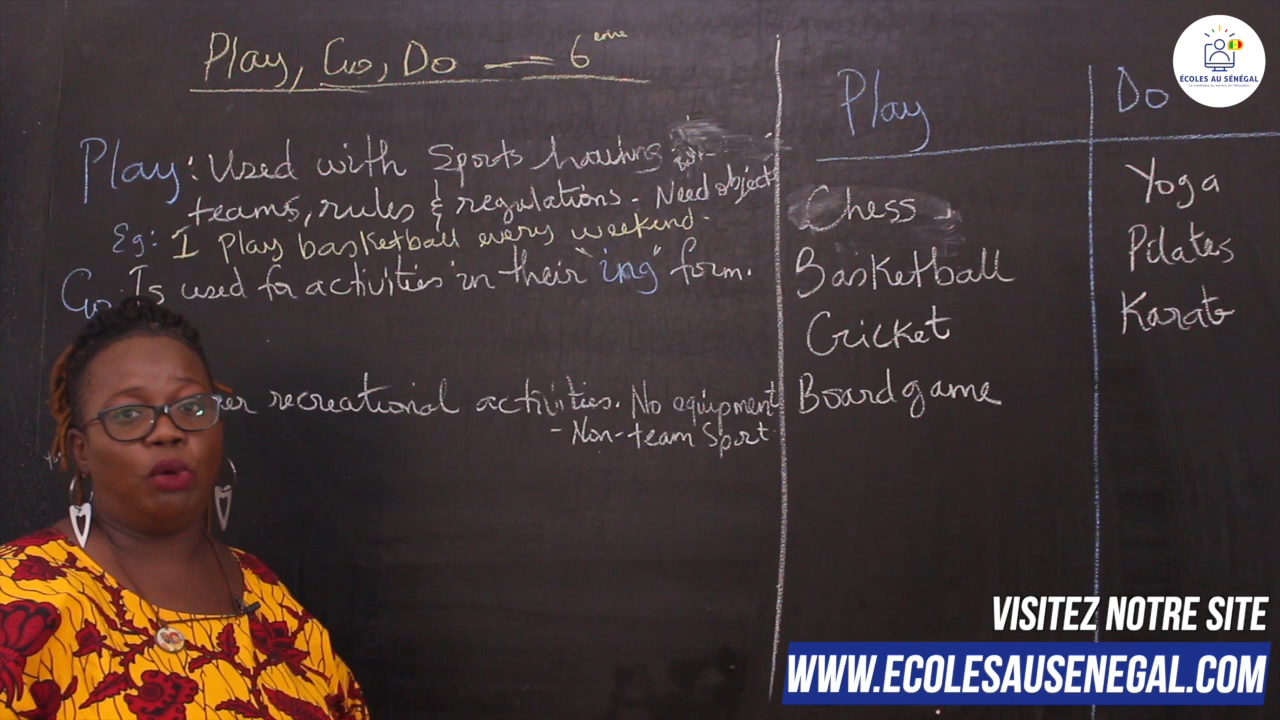 Play, Go, Do — 6 eme
Play: Used with Sports having
teams, rules & regulations. Need objects
Eg: I play basketball every weekend.
Go: Is used for activities in their "ing" form.
recreational activities. No equipment
- Non-team Sport.
Play
Chess
Basketball
Cricket
Boardgame
Do
Yoga
Pilates
Karate
ÉCOLES AU SÉNÉGAL
VISITEZ NOTRE SITE
WWW.ECOLESAUSENEGAL.COM